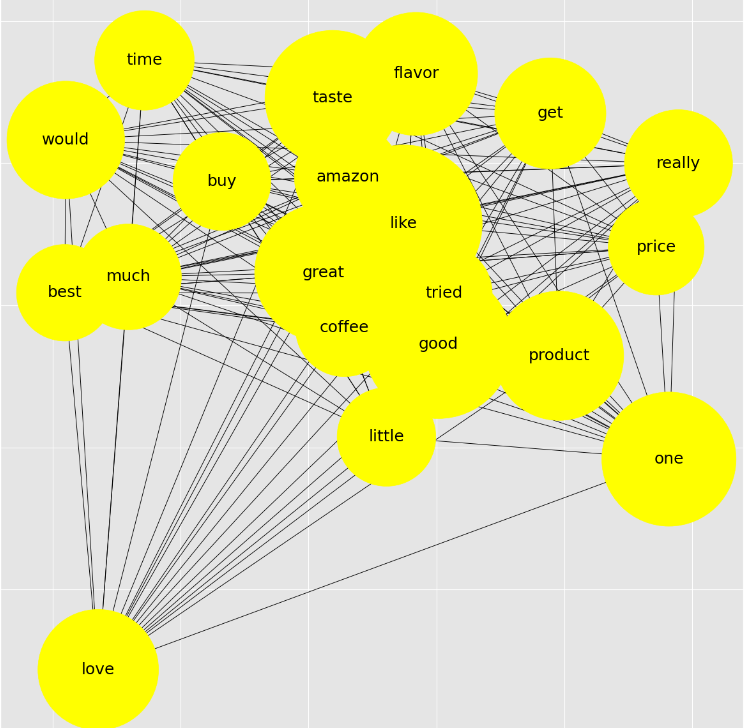 time
flavor
taste
get
would
really
amazon
buy
like
price
great
much
best
tried
coffee
good
product
little
one
love